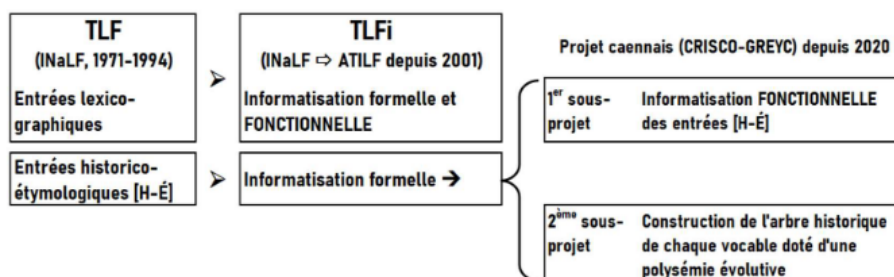 TLF
(INaLF, 1971-1994)
Entrées lexico-
graphiques
TLFi
(INaLF ⇨ ATILF depuis 2001)
Informatisation formelle et
FONCTIONNELLE
Projet caennais (CRISCO-GREYC) depuis 2020
1er sous-
projet
Informatisation FONCTIONNELLE
des entrées [H-É]
Entrées historico-
étymologiques [H-É]
Informatisation formelle →
2ème sous-
projet
Construction de l'arbre historique
de chaque vocable doté d'une
polysémie évolutive